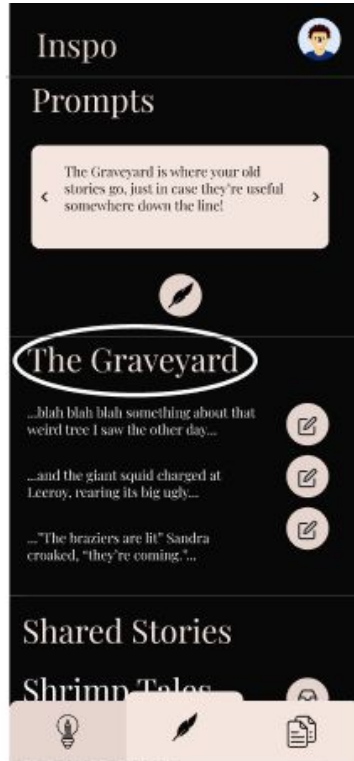 Inspo
Prompts
The Graveyard is where your old
stories go, just in case they're useful
somewhere down the line!
The Graveyard
...blah blah blah something about that
weird tree I saw the other day...
...and the giant squid charged at
Leeroy, rearing its big ugly...
..."The braziers are lit" Sandra
croaked, "they're coming."...
Shared Stories
Shrimp Tales